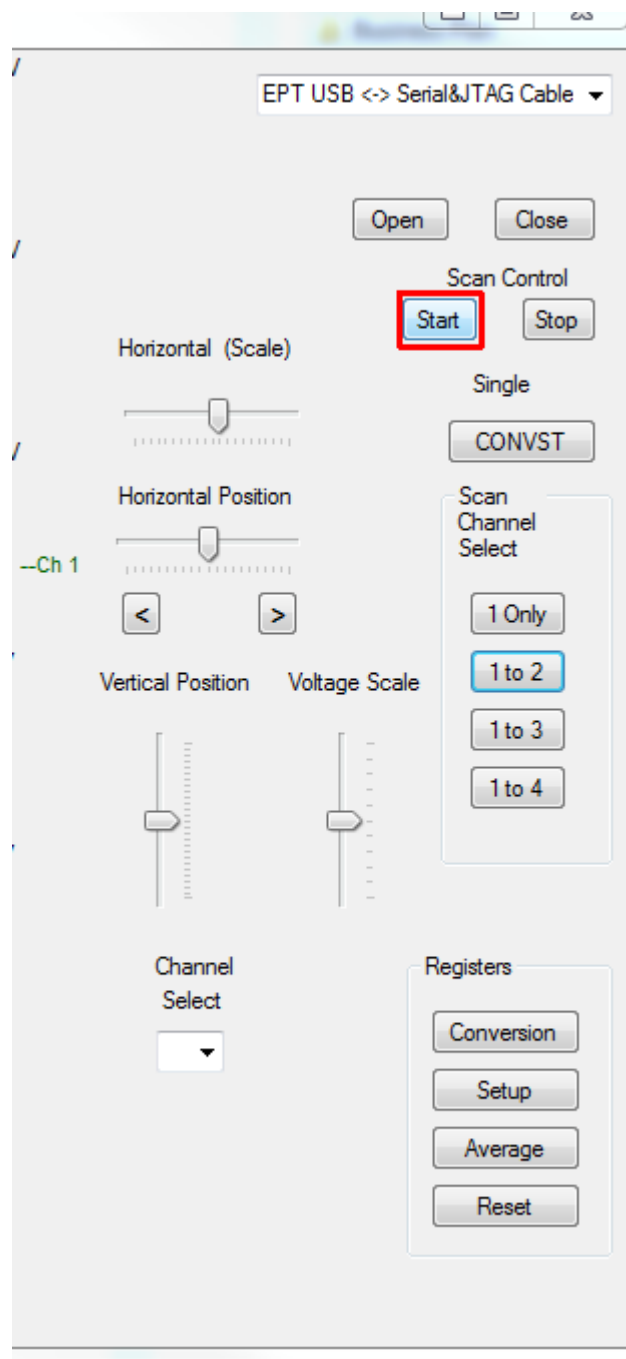 EPT USB <-> Serial&JTAG Cable
Open
Close
Scan Control
Start
Stop
Horizontal (Scale)
Single
CONVST
Horizontal Position
Scan
Channel
Select
--Ch 1
<
>
1 Only
1 to 2
1 to 3
1 to 4
Vertical Position
Voltage Scale
Channel
Select
Registers
Conversion
Setup
Average
Reset